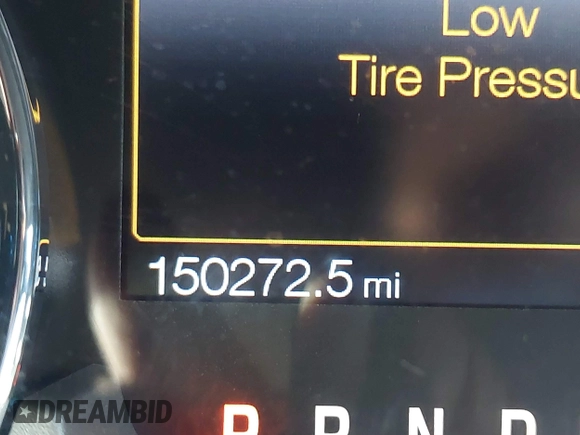 Low
Tire Pressu
150272.5 mi
P R N D
DREAMBID